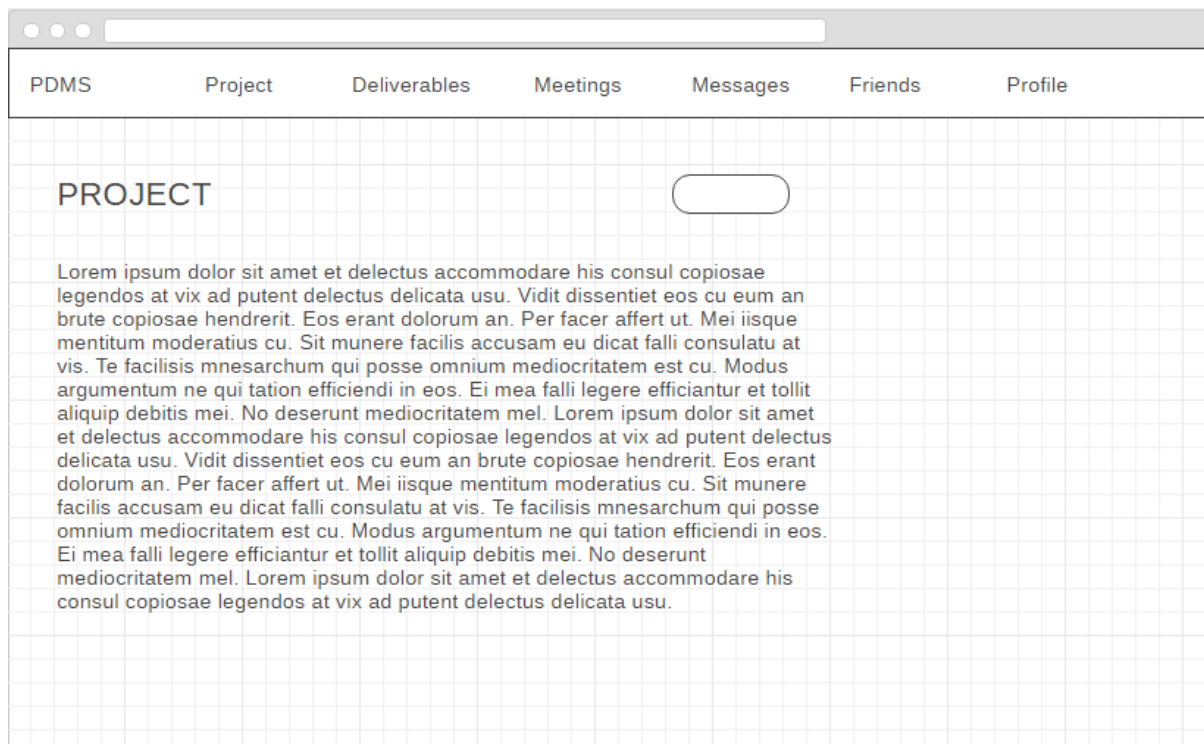 PDMS Project Deliverables Meetings Messages Friends Profile
PROJECT
Lorem ipsum dolor sit amet et delectus accommodare his consul copiosae
legendos at vix ad putent delectus delicata usu. Vidit dissentiet eos cu eum an
brute copiosae hendrerit. Eos erant dolorum an. Per facer affert ut. Mei iisque
mentitum moderatius cu. Sit munere facilis accusam eu dicat falli consulatu at
vis. Te facilisis mnesarchum qui posse omnium mediocritatem est cu. Modus
argumentum ne qui tation efficiendi in eos. Ei mea falli legere efficiantur et tollit
aliquip debitis mei. No deserunt mediocritatem mel. Lorem ipsum dolor sit amet
et delectus accommodare his consul copiosae legendos at vix ad putent delectus
delicata usu. Vidit dissentiet eos cu eum an brute copiosae hendrerit. Eos erant
dolorum an. Per facer affert ut. Mei iisque mentitum moderatius cu. Sit munere
facilis accusam eu dicat falli consulatu at vis. Te facilisis mnesarchum qui posse
omnium mediocritatem est cu. Modus argumentum ne qui tation efficiendi in eos.
Ei mea falli legere efficiantur et tollit aliquip debitis mei. No deserunt
mediocritatem mel. Lorem ipsum dolor sit amet et delectus accommodare his
consul copiosae legendos at vix ad putent delectus delicata usu.